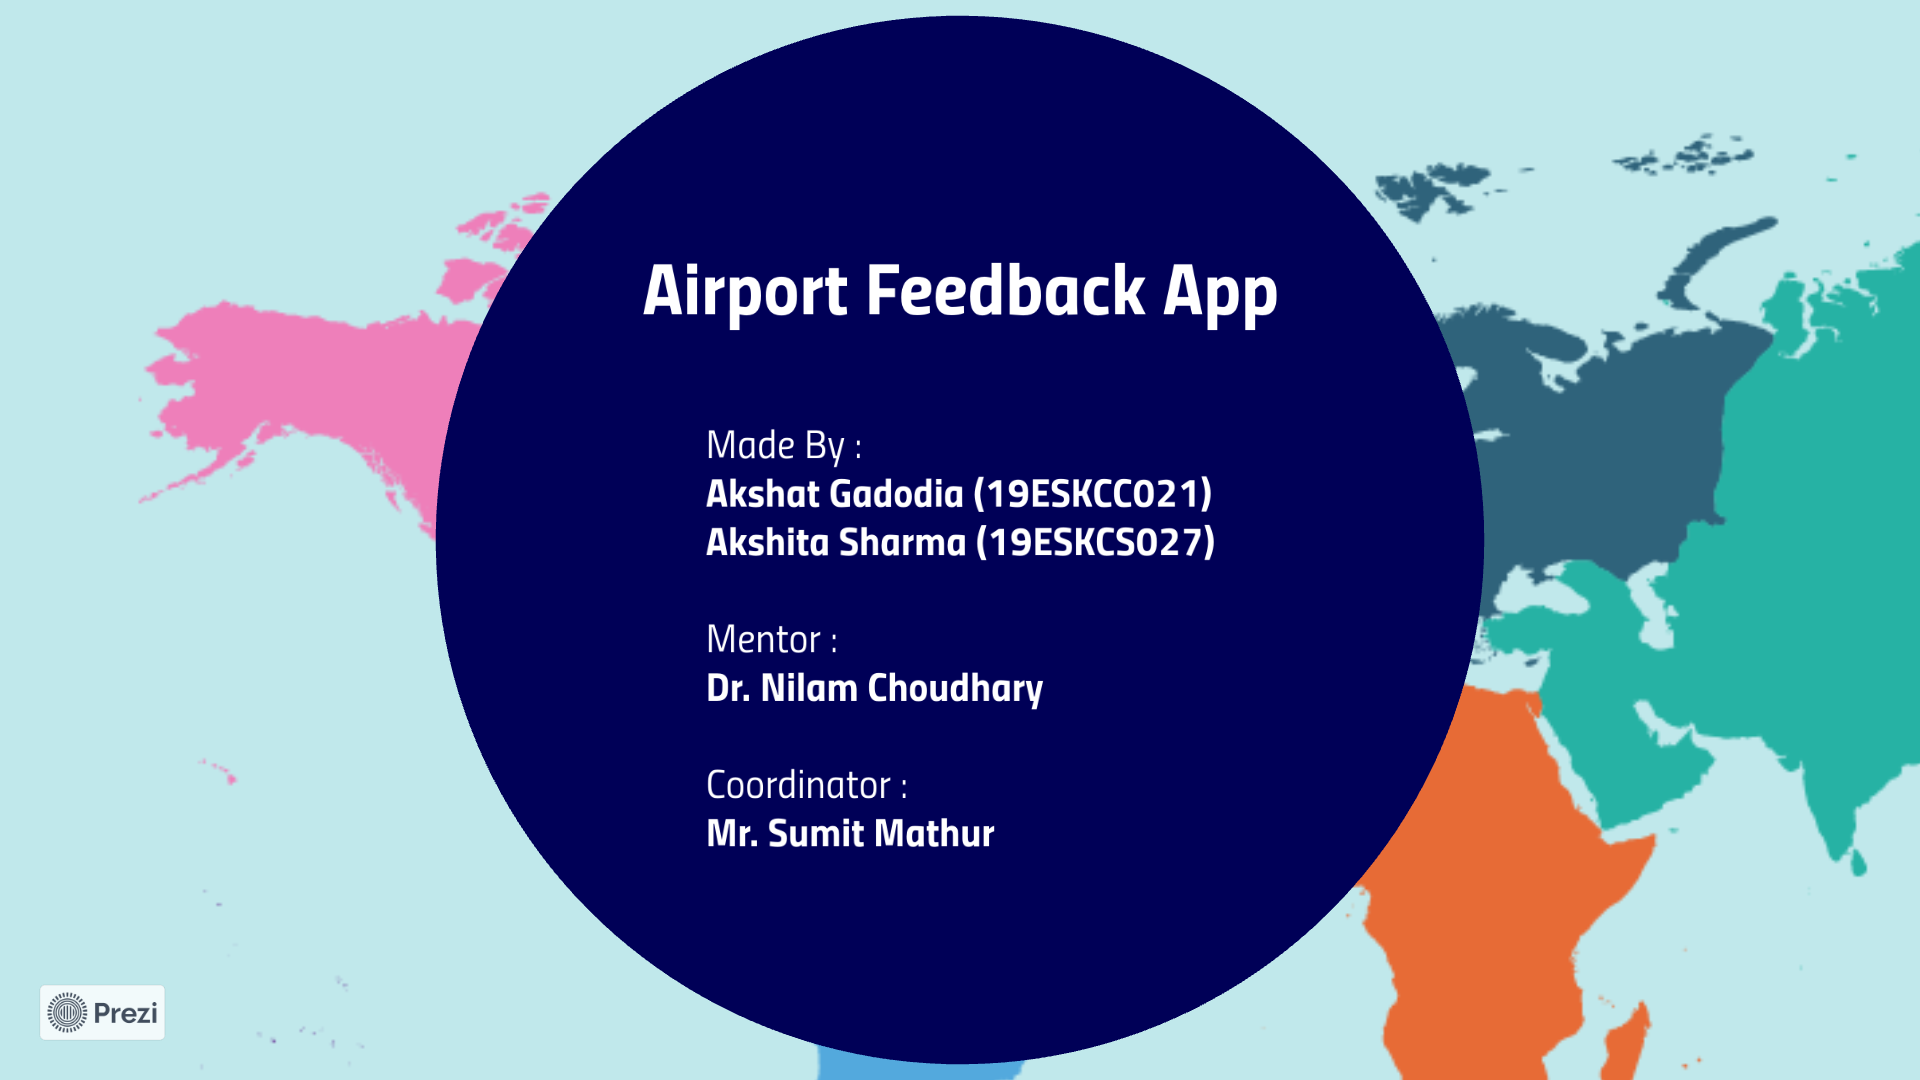 Airport Feedback App
Made By :
Akshat Gadodia (19ESKCC021)
Akshita Sharma (19ESKCS027)
Mentor :
Dr. Nilam Choudhary
Coordinator :
Mr. Sumit Mathur
Prezi